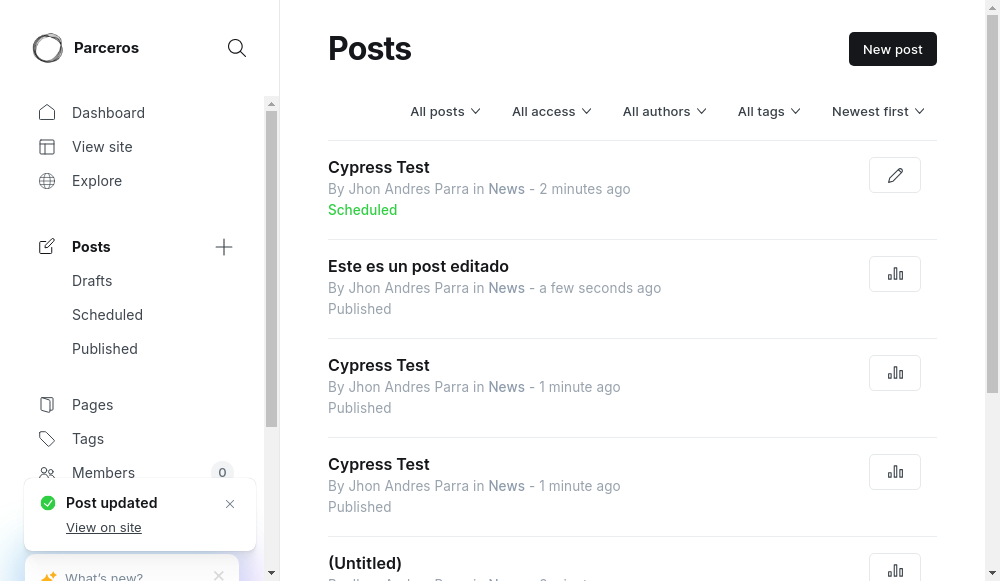 Parceros
Dashboard
View site
Explore
Posts
Drafts
Scheduled
Published
Pages
Tags
Members 0
Post updated
View on site
What's new?
Posts
New post
All posts All access All authors All tags Newest first
Cypress Test
By Jhon Andres Parra in News - 2 minutes ago
Scheduled
Este es un post editado
By Jhon Andres Parra in News - a few seconds ago
Published
Cypress Test
By Jhon Andres Parra in News - 1 minute ago
Published
Cypress Test
By Jhon Andres Parra in News - 1 minute ago
Published
(Untitled)